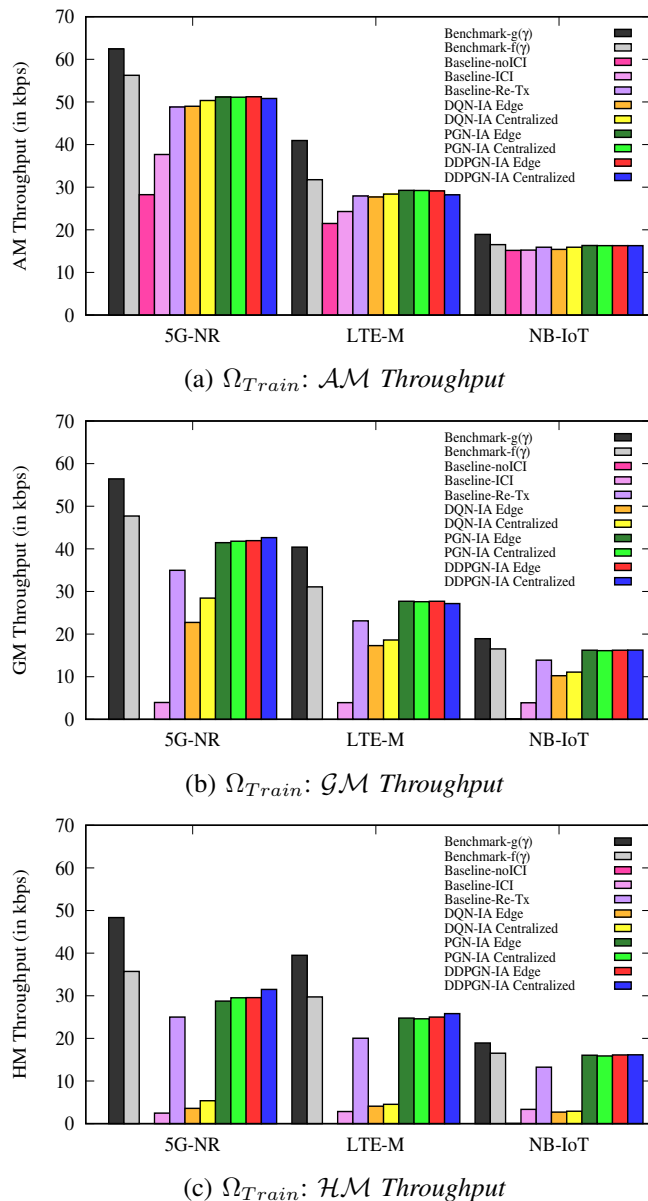 70
60
50
40
30
20
10
0
AM Throughput (in kbps)
Benchmark-g(γ)
Benchmark-f(γ)
Baseline-noICI
Baseline-ICI
Baseline-Re-Tx
DQN-IA Edge
DQN-IA Centralized
PGN-IA Edge
PGN-IA Centralized
DDPGN-IA Edge
DDPGN-IA Centralized
5G-NR LTE-M NB-IoT
(a) Ω_{Train}: 𝒜ℳ Throughput
70
60
50
40
30
20
10
0
GM Throughput (in kbps)
Benchmark-g(γ)
Benchmark-f(γ)
Baseline-noICI
Baseline-ICI
Baseline-Re-Tx
DQN-IA Edge
DQN-IA Centralized
PGN-IA Edge
PGN-IA Centralized
DDPGN-IA Edge
DDPGN-IA Centralized
5G-NR LTE-M NB-IoT
(b) Ω_{Train}: 𝒢ℳ Throughput
70
60
50
40
30
20
10
0
HM Throughput (in kbps)
Benchmark-g(γ)
Benchmark-f(γ)
Baseline-noICI
Baseline-ICI
Baseline-Re-Tx
DQN-IA Edge
DQN-IA Centralized
PGN-IA Edge
PGN-IA Centralized
DDPGN-IA Edge
DDPGN-IA Centralized
5G-NR LTE-M NB-IoT
(c) Ω_{Train}: ℋℳ Throughput